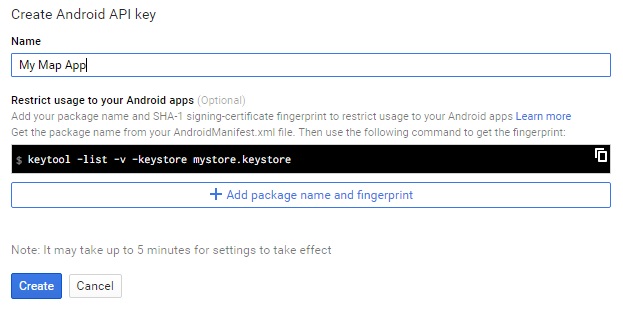 Create Android API key
Name
My Map App
Restrict usage to your Android apps (Optional)
Add your package name and SHA-1 signing-certificate fingerprint to restrict usage to your Android apps Learn more
Get the package name from your AndroidManifest.xml file. Then use the following command to get the fingerprint:
$ keytool -list -v -keystore mystore.keystore
+ Add package name and fingerprint
Note: It may take up to 5 minutes for settings to take effect
Create Cancel